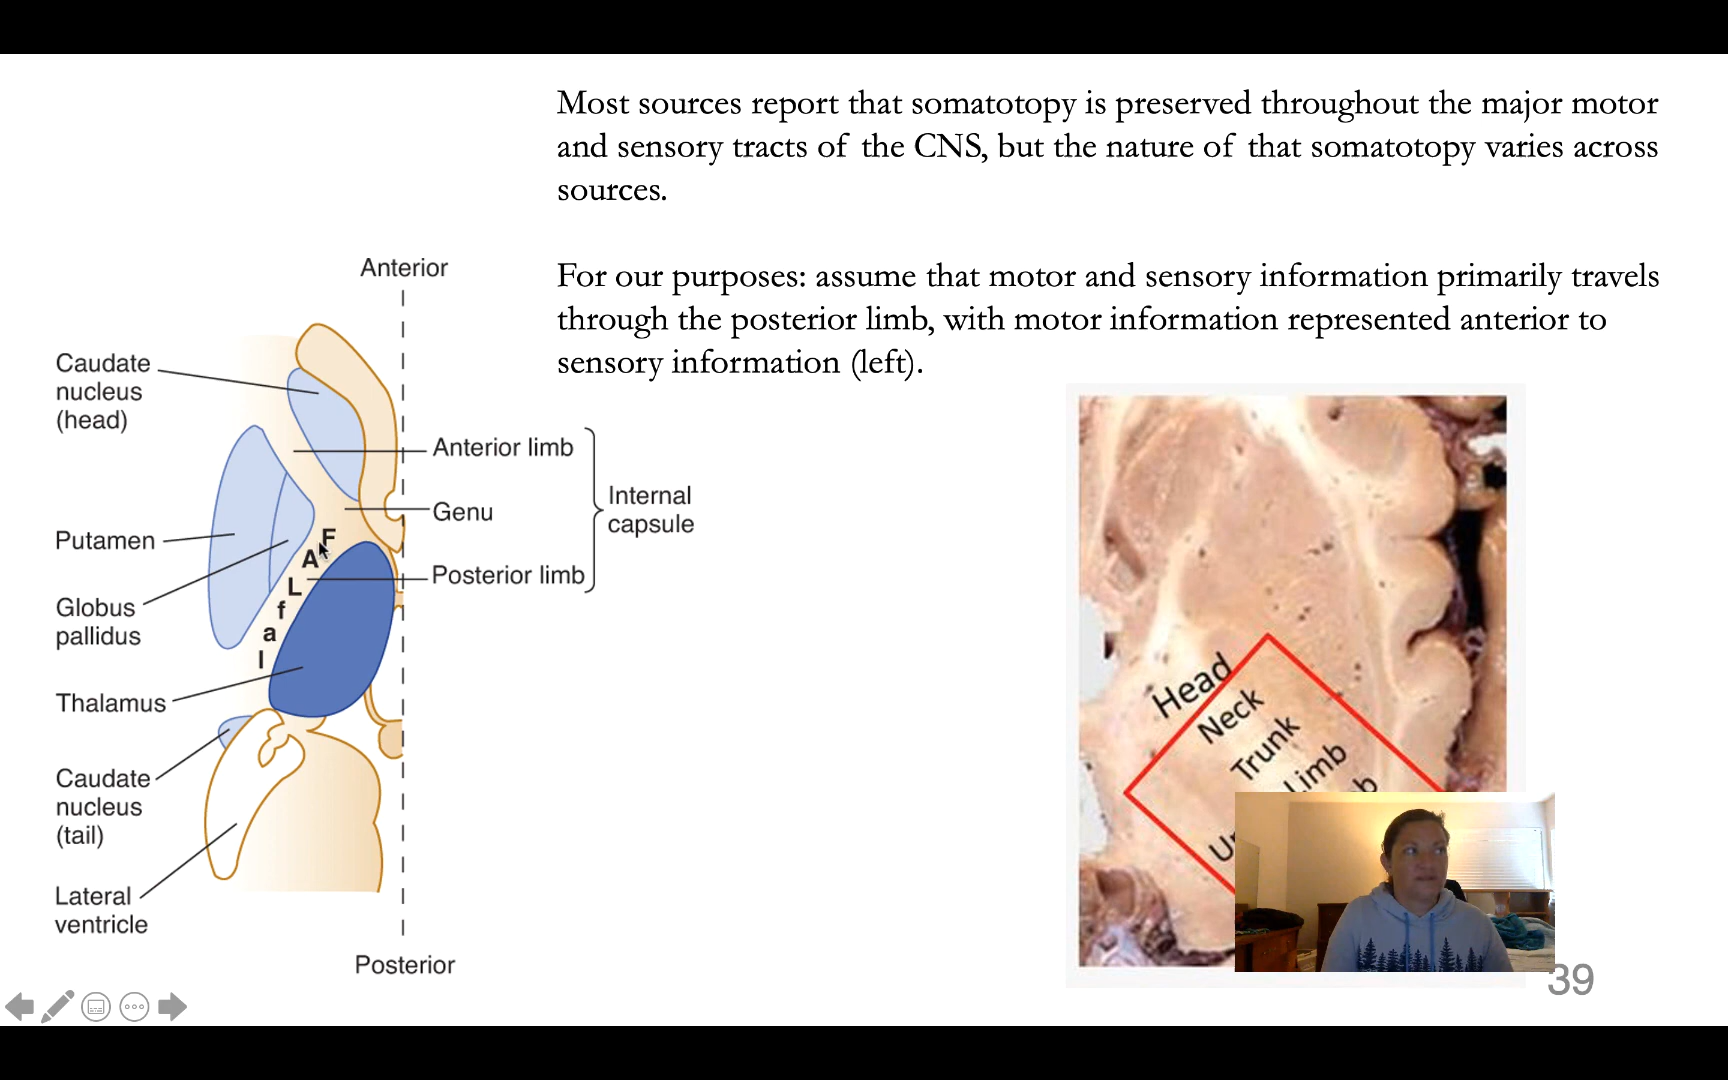 Most sources report that somatotopy is preserved throughout the major motor
and sensory tracts of the CNS, but the nature of that somatotopy varies across
sources.
For our purposes: assume that motor and sensory information primarily travels
through the posterior limb, with motor information represented anterior to
sensory information (left).
Anterior
Caudate
nucleus
(head)
Anterior limb
Internal
capsule
Genu
Putamen
F
A
Posterior limb
L
f
a
l
Globus
pallidus
Thalamus
Caudate
nucleus
(tail)
Lateral
ventricle
Posterior
Head
Neck
Trunk
Limb
39